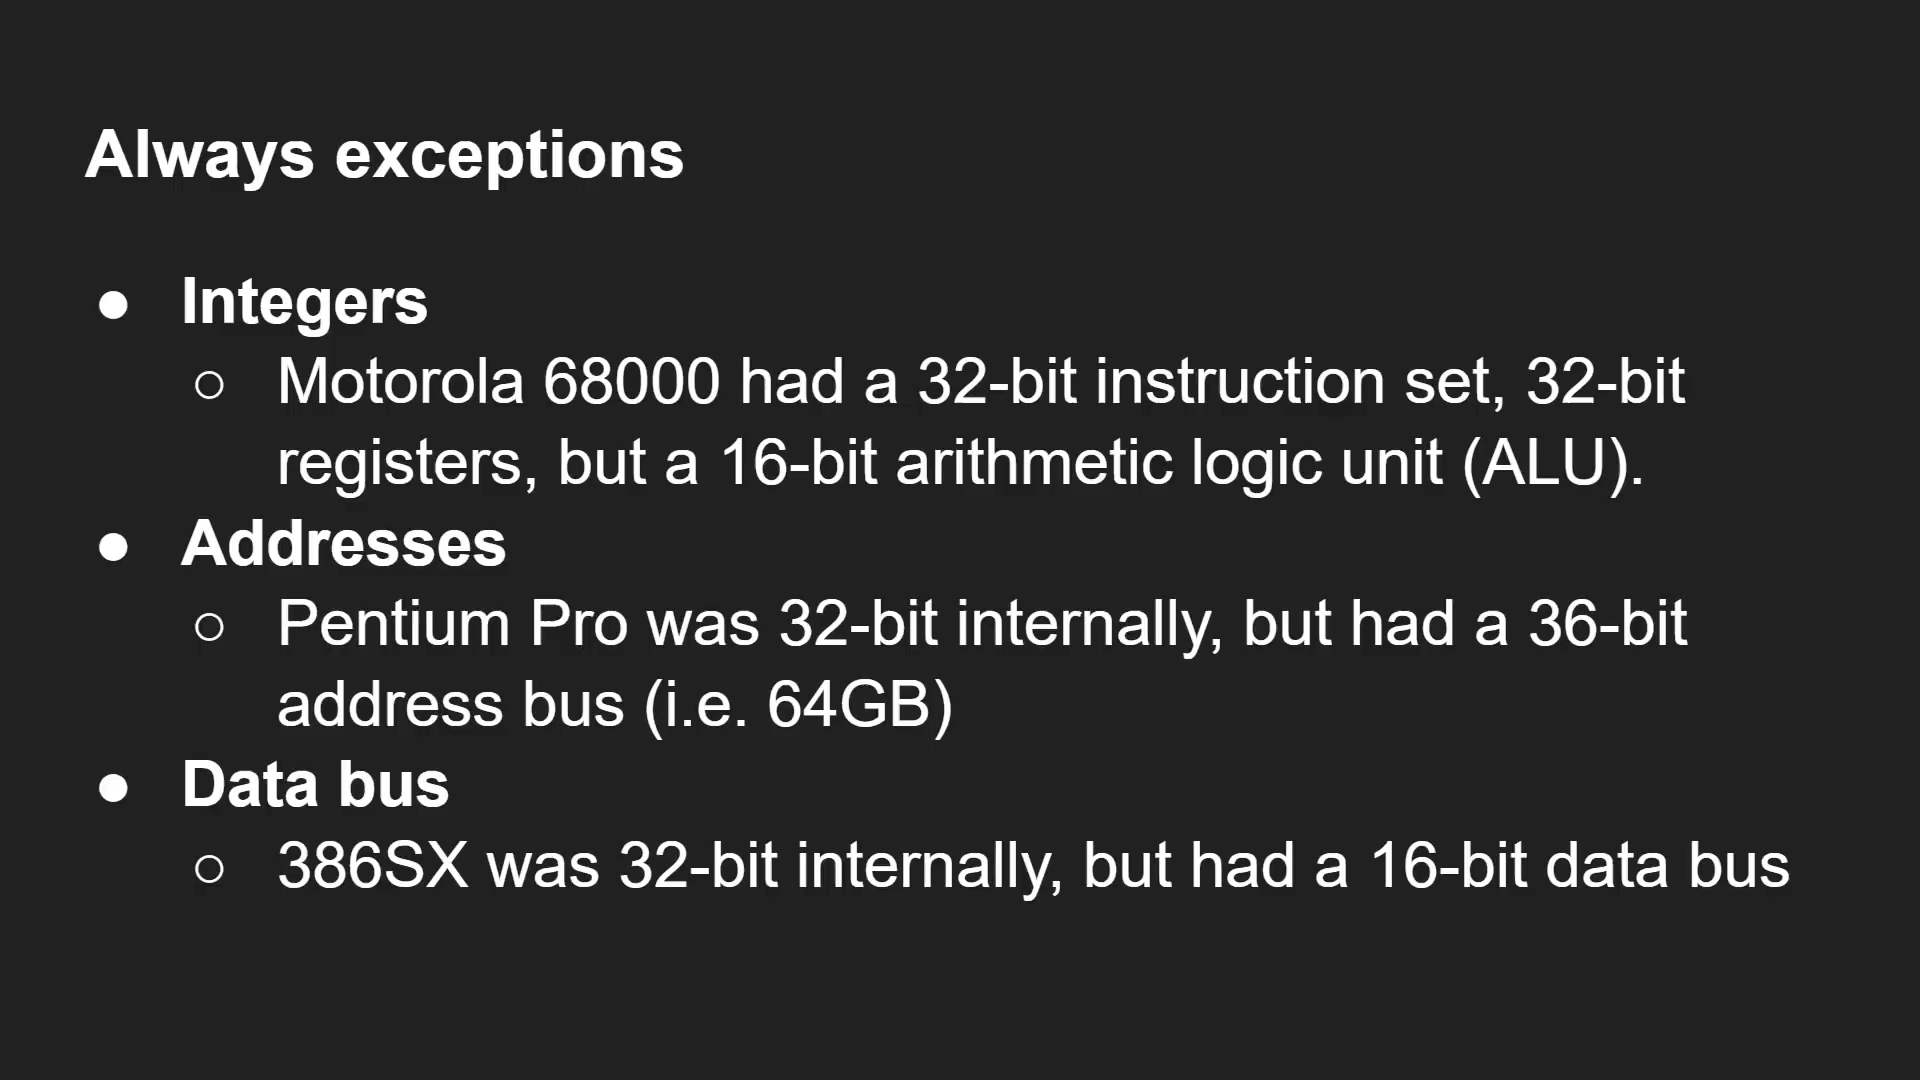 Always exceptions
● Integers
○ Motorola 68000 had a 32-bit instruction set, 32-bit
registers, but a 16-bit arithmetic logic unit (ALU).
● Addresses
○ Pentium Pro was 32-bit internally, but had a 36-bit
address bus (i.e. 64GB)
● Data bus
○ 386SX was 32-bit internally, but had a 16-bit data bus